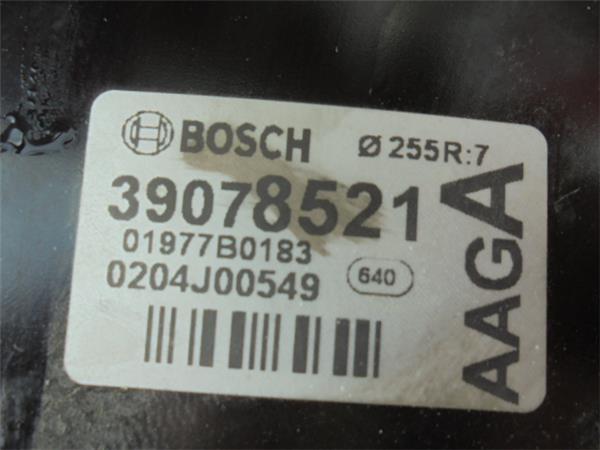 BOSCH Ø 255R:7
39078521
01977B0183
0204J00549 640
AAGA